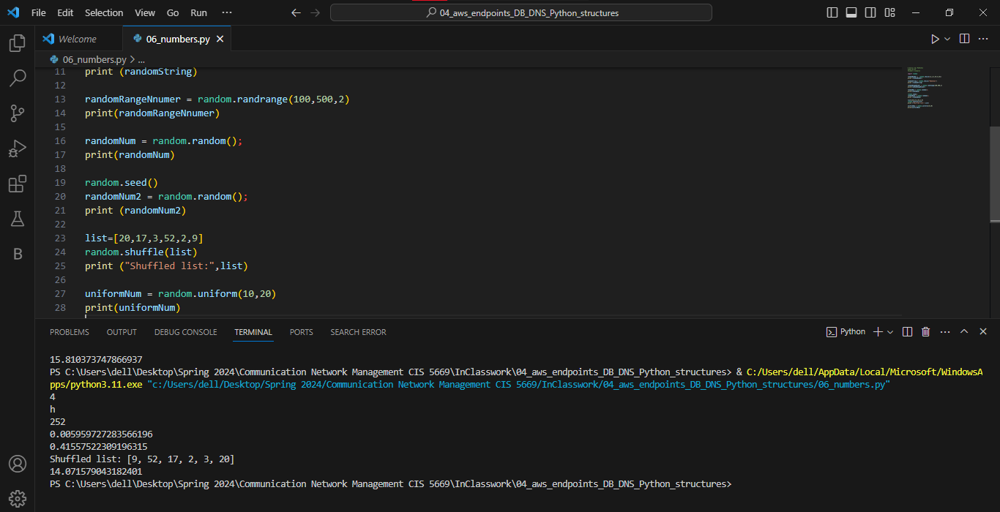 File Edit Selection View Go Run ··· 04_aws_endpoints_DB_DNS_Python_structures
Welcome 06_numbers.py
06_numbers.py > ...
11 print (randomString)
12
13 randomRangeNnumer = random.randrange(100,500,2)
14 print(randomRangeNnumer)
15
16 randomNum = random.random();
17 print(randomNum)
18
19 random.seed()
20 randomNum2 = random.random();
21 print (randomNum2)
22
23 list=[20,17,3,52,2,9]
24 random.shuffle(list)
25 print ("Shuffled list:",list)
26
27 uniformNum = random.uniform(10,20)
28 print(uniformNum)
B
PROBLEMS OUTPUT DEBUG CONSOLE TERMINAL PORTS SEARCH ERROR Python
15.810373747866937
PS C:\Users\dell\Desktop\Spring 2024\Communication Network Management CIS 5669\InClasswork\04_aws_endpoints_DB_DNS_Python_structures> & C:/Users/dell/AppData/Local/Microsoft/WindowsA
pps/python3.11.exe "c:/Users/dell/Desktop/Spring 2024/Communication Network Management CIS 5669/InClasswork/04_aws_endpoints_DB_DNS_Python_structures/06_numbers.py"
4
h
252
0.005959727283566196
0.41557522309196315
Shuffled list: [9, 52, 17, 2, 3, 20]
14.071579043182401
PS C:\Users\dell\Desktop\Spring 2024\Communication Network Management CIS 5669\InClasswork\04_aws_endpoints_DB_DNS_Python_structures>